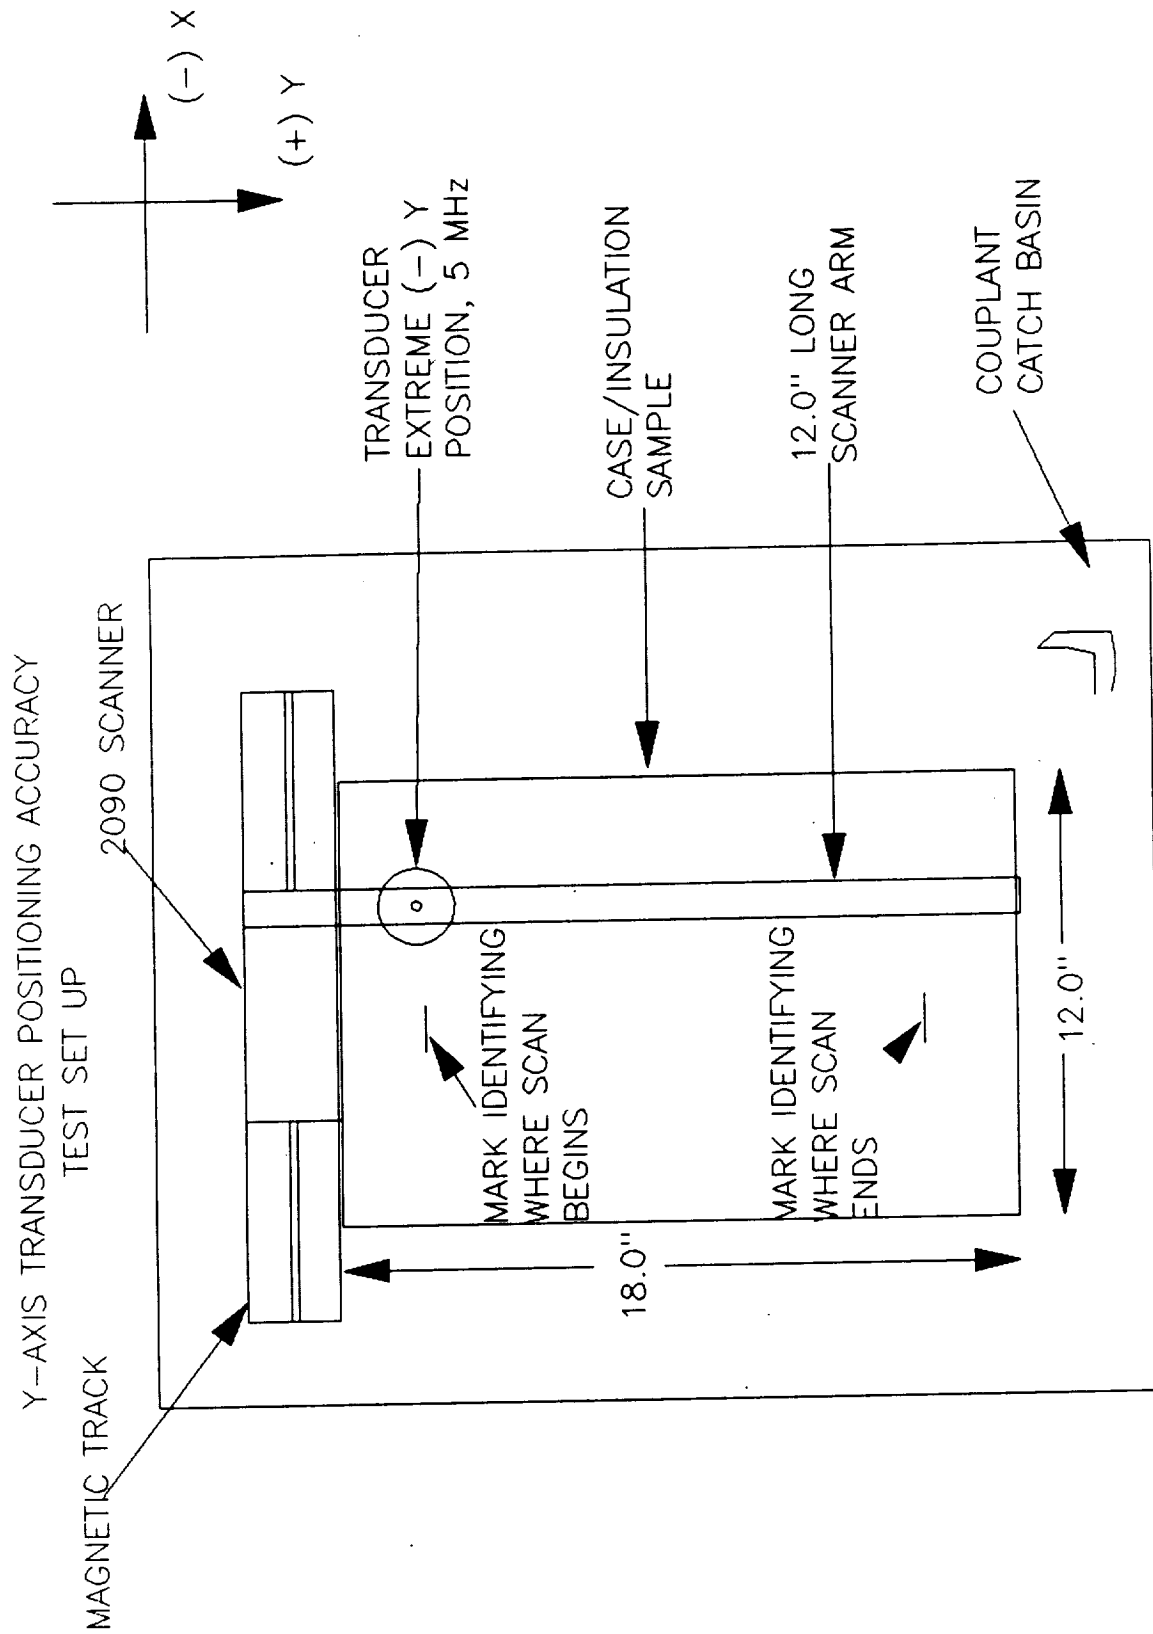 Y-AXIS TRANSDUCER POSITIONING ACCURACY
TEST SET UP
MAGNETIC TRACK
2090 SCANNER
(-) X
(+) Y
TRANSDUCER
EXTREME (-) Y
POSITION, 5 MHz
MARK IDENTIFYING
WHERE SCAN
BEGINS
CASE/INSULATION
SAMPLE
18.0"
MARK IDENTIFYING
WHERE SCAN
ENDS
12.0" LONG
SCANNER ARM
12.0"
COUPLANT
CATCH BASIN